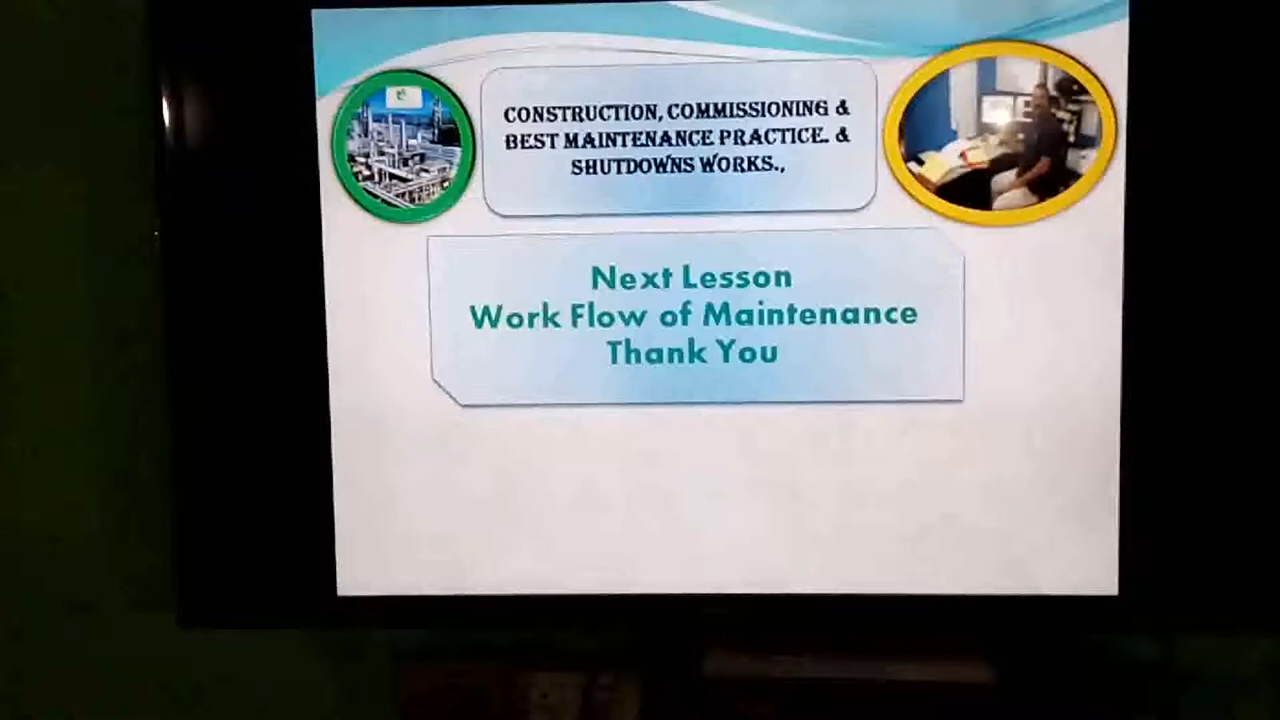 CONSTRUCTION, COMMISSIONING &
BEST MAINTENANCE PRACTICE. &
SHUTDOWNS WORKS.,
Next Lesson
Work Flow of Maintenance
Thank You